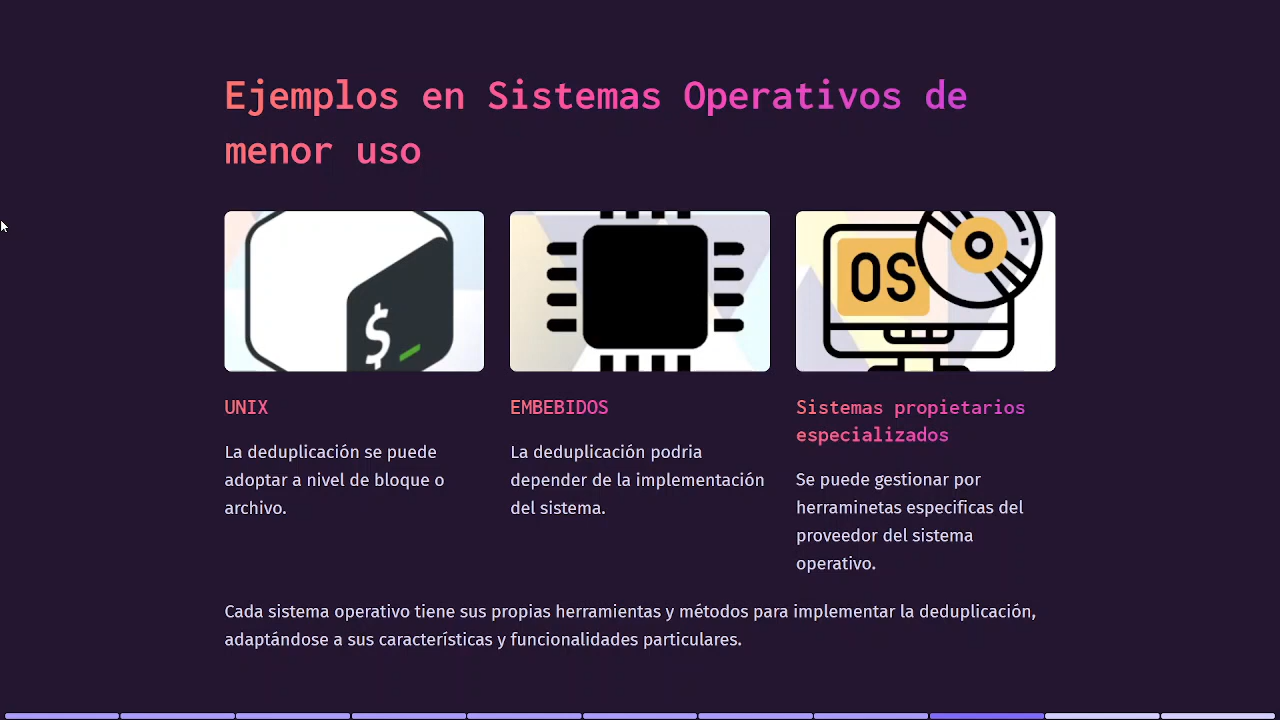 Ejemplos en Sistemas Operativos de
menor uso
$_
OS
UNIX
La deduplicación se puede
adoptar a nivel de bloque o
archivo.
EMBEBIDOS
La deduplicación podria
depender de la implementación
del sistema.
Sistemas propietarios
especializados
Se puede gestionar por
herraminetas especificas del
proveedor del sistema
operativo.
Cada sistema operativo tiene sus propias herramientas y métodos para implementar la deduplicación,
adaptándose a sus características y funcionalidades particulares.